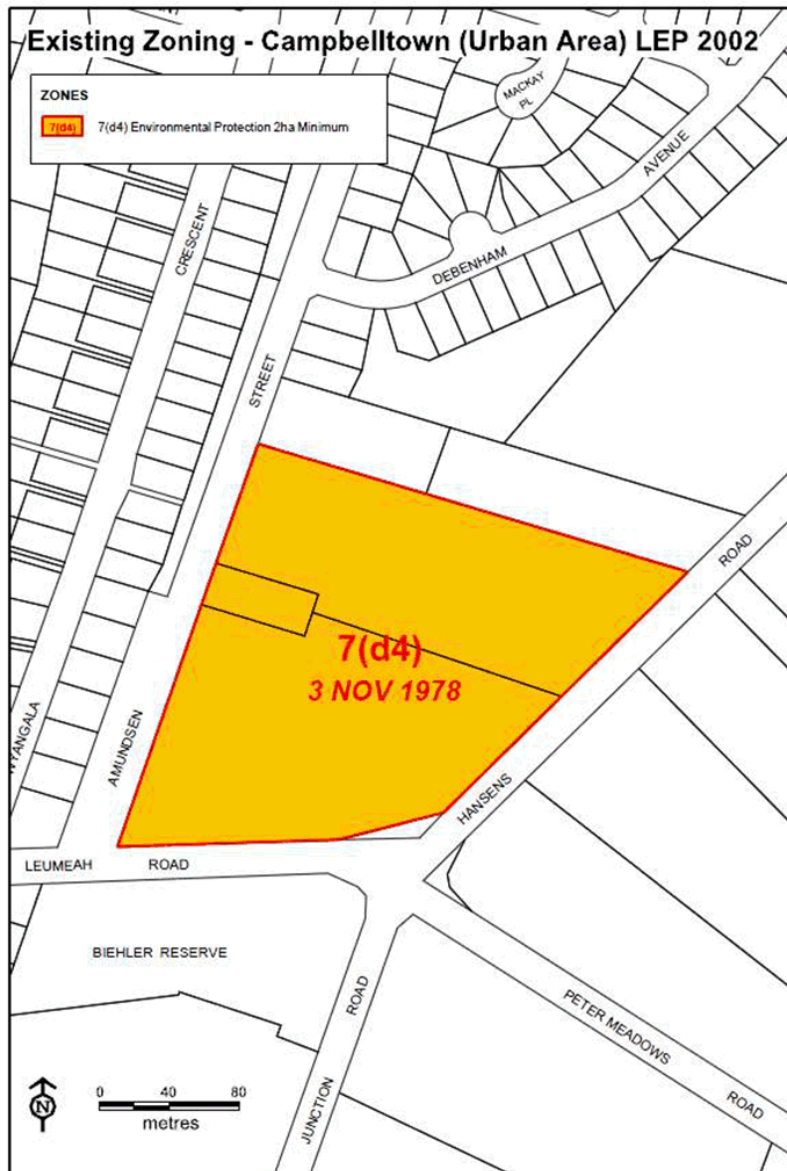 Existing Zoning - Campbelltown (Urban Area) LEP 2002
ZONES
7(d4)
7(d4) Environmental Protection 2ha Minimum
MACKAY
PL
AVENUE
CRESCENT
DEBENHAM
STREET
ROAD
7(d4)
3 NOV 1978
WYANGALA
AMUNDSEN
HANSENS
LEUMEAH ROAD
BIEHLER RESERVE
ROAD
PETER MEADOWS
ROAD
JUNCTION
N
0 40 80
metres